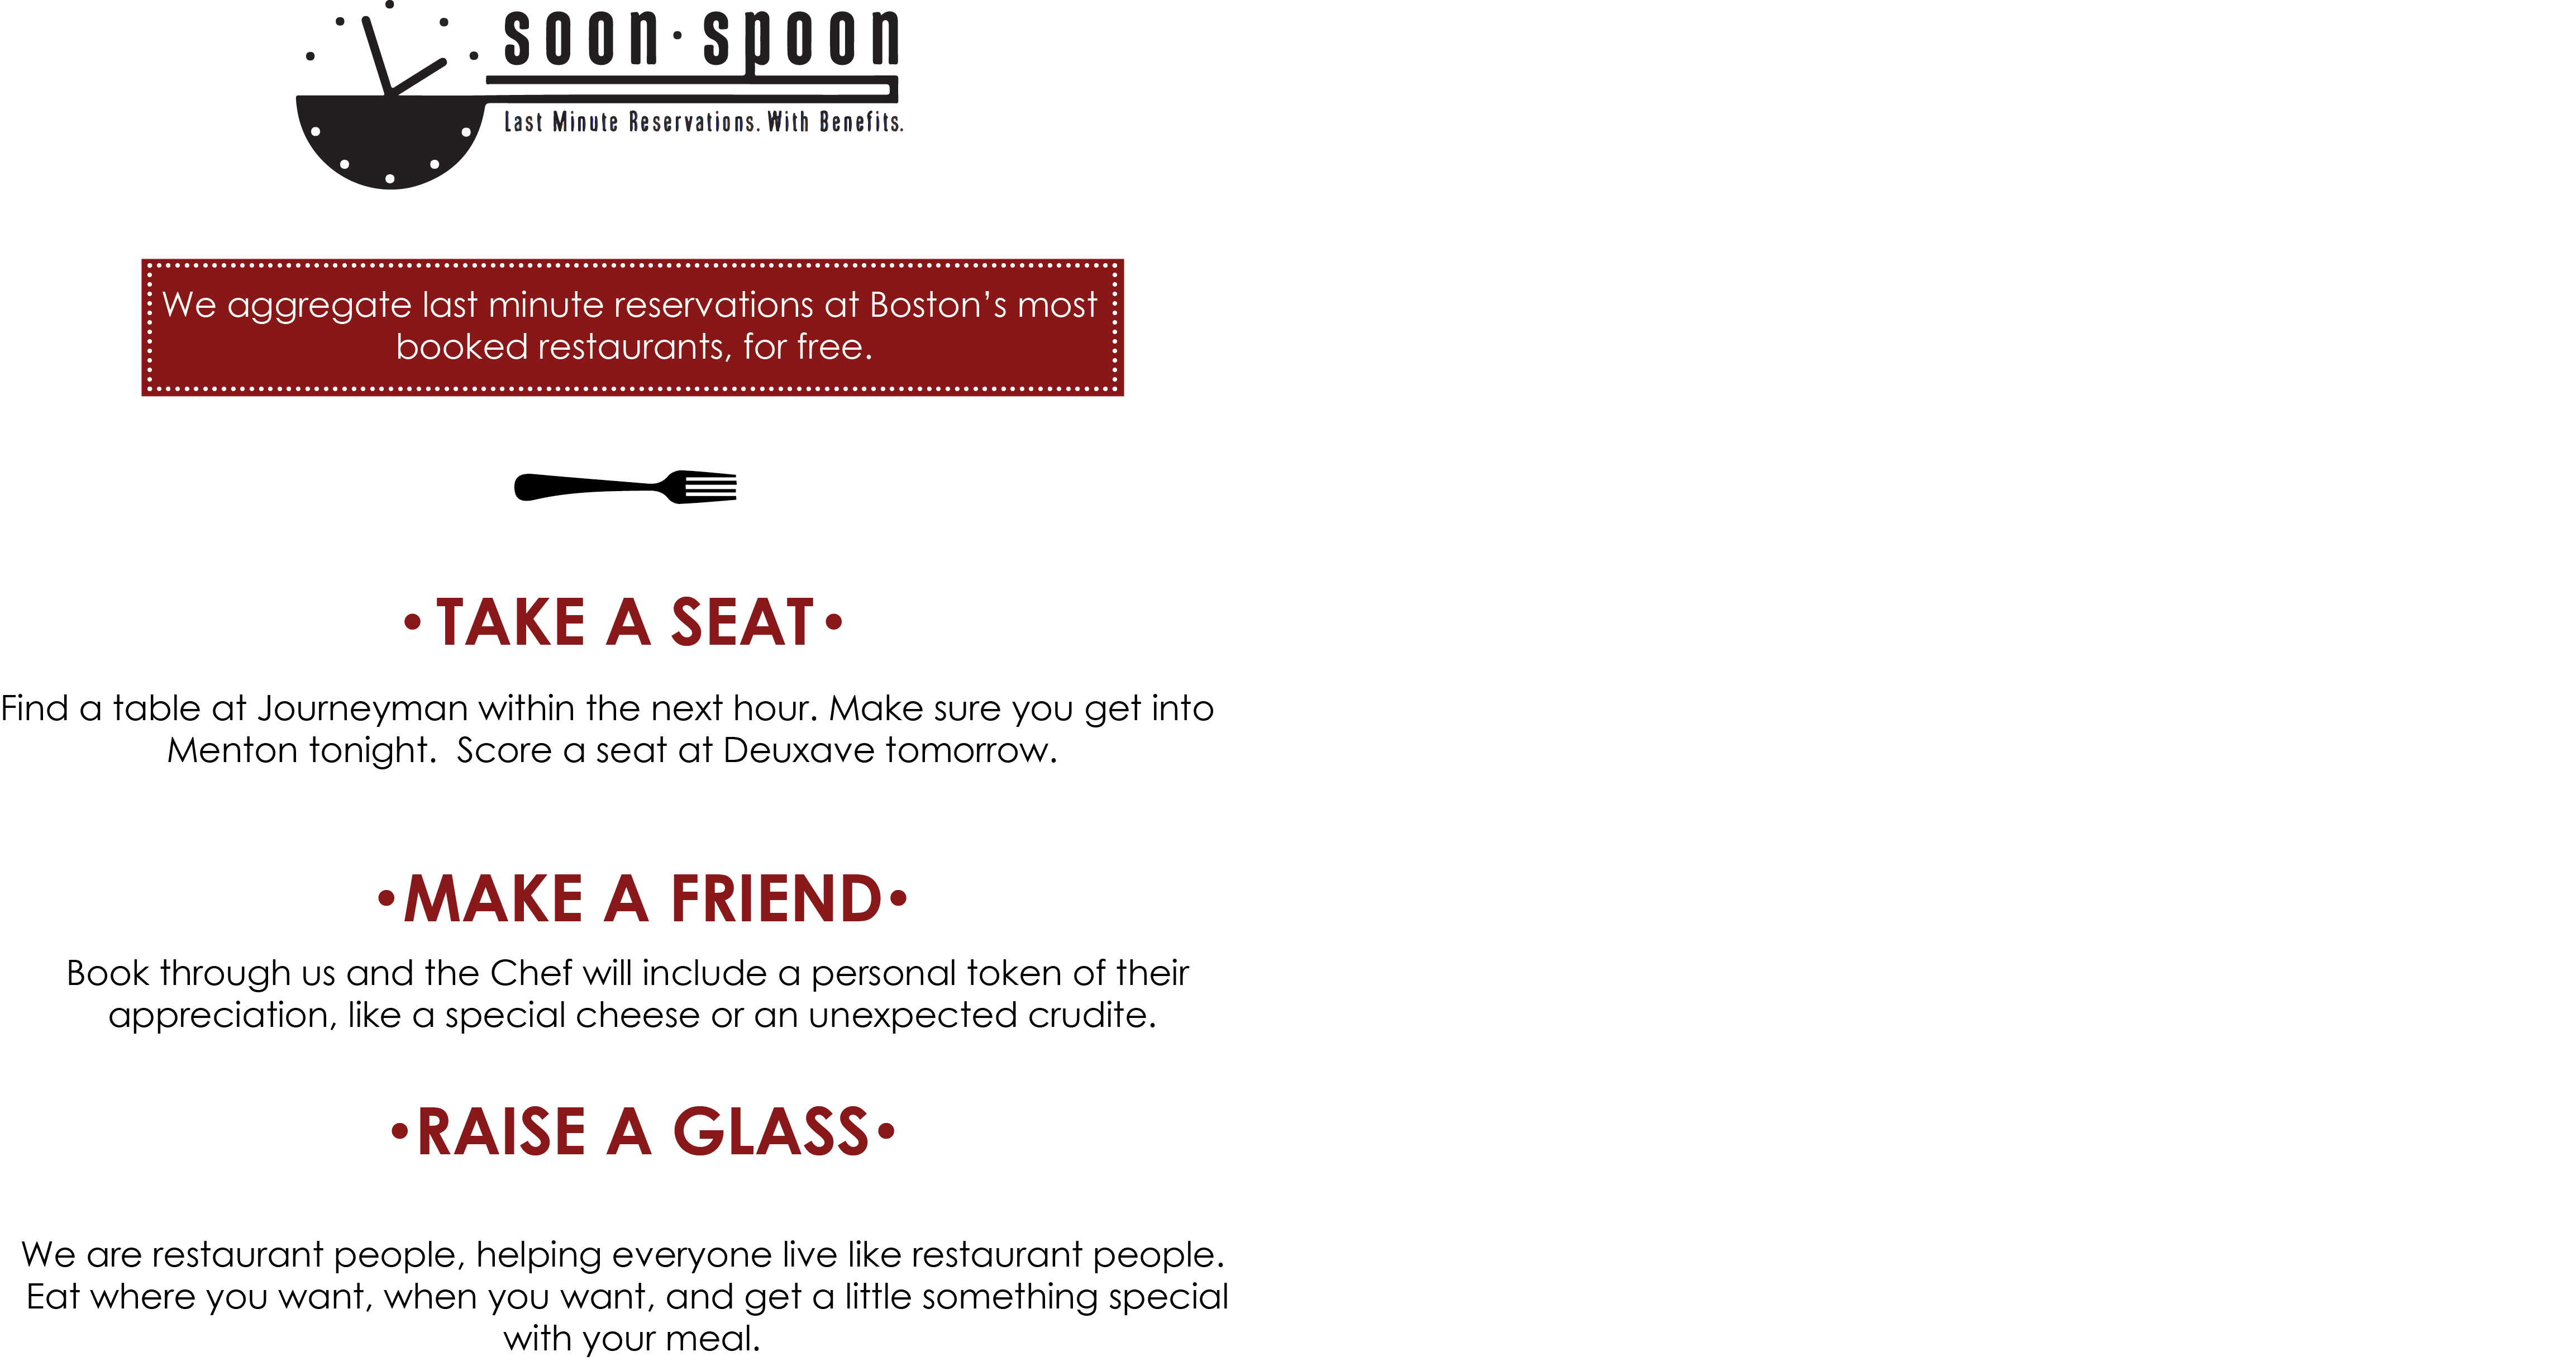 soon·spoon
Last Minute Reservations. With Benefits.
We aggregate last minute reservations at Boston’s most
booked restaurants, for free.
•TAKE A SEAT•
Find a table at Journeyman within the next hour. Make sure you get into
Menton tonight.  Score a seat at Deuxave tomorrow.
•MAKE A FRIEND•
Book through us and the Chef will include a personal token of their
appreciation, like a special cheese or an unexpected crudite.
•RAISE A GLASS•
We are restaurant people, helping everyone live like restaurant people.
Eat where you want, when you want, and get a little something special
with your meal.